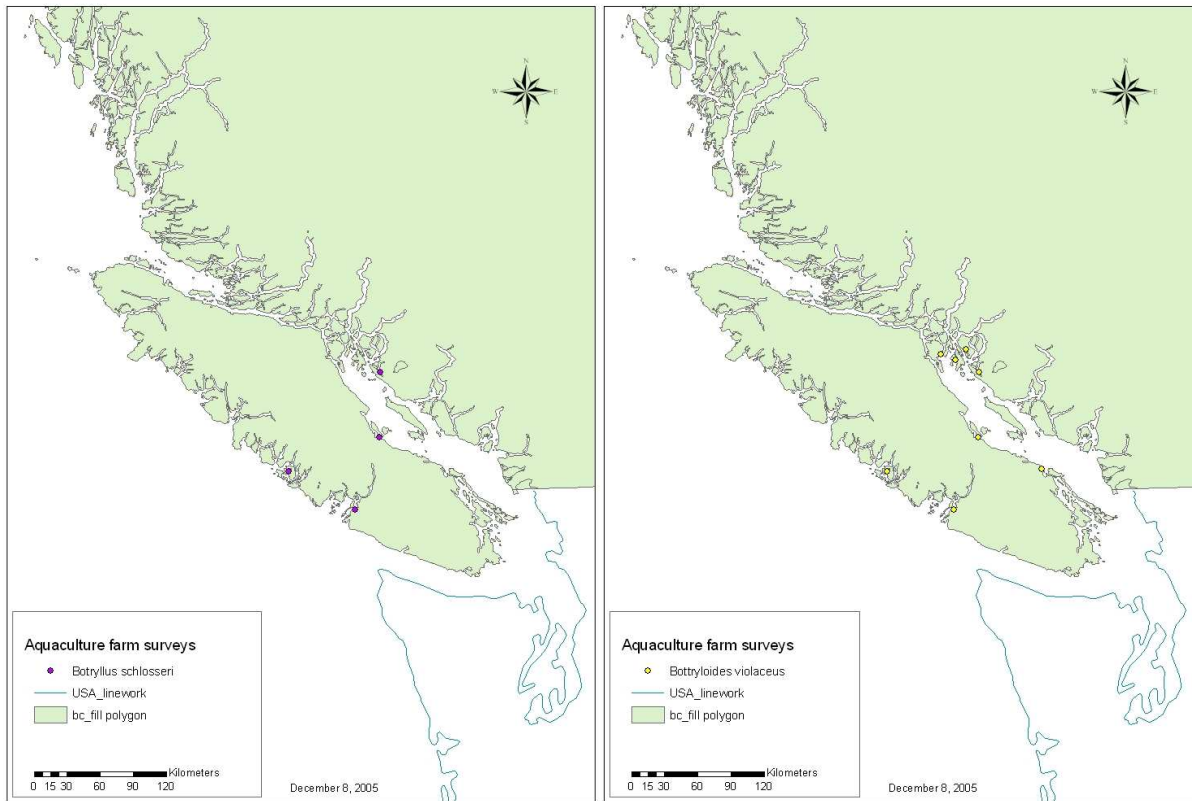 N
W E
S
Aquaculture farm surveys
Botryllus schlosseri
USA_linework
bc_fill polygon
Kilometers
0 15 30 60 90 120
December 8, 2005
N
W E
S
Aquaculture farm surveys
Bottryloides violaceus
USA_linework
bc_fill polygon
Kilometers
0 15 30 60 90 120
December 8, 2005